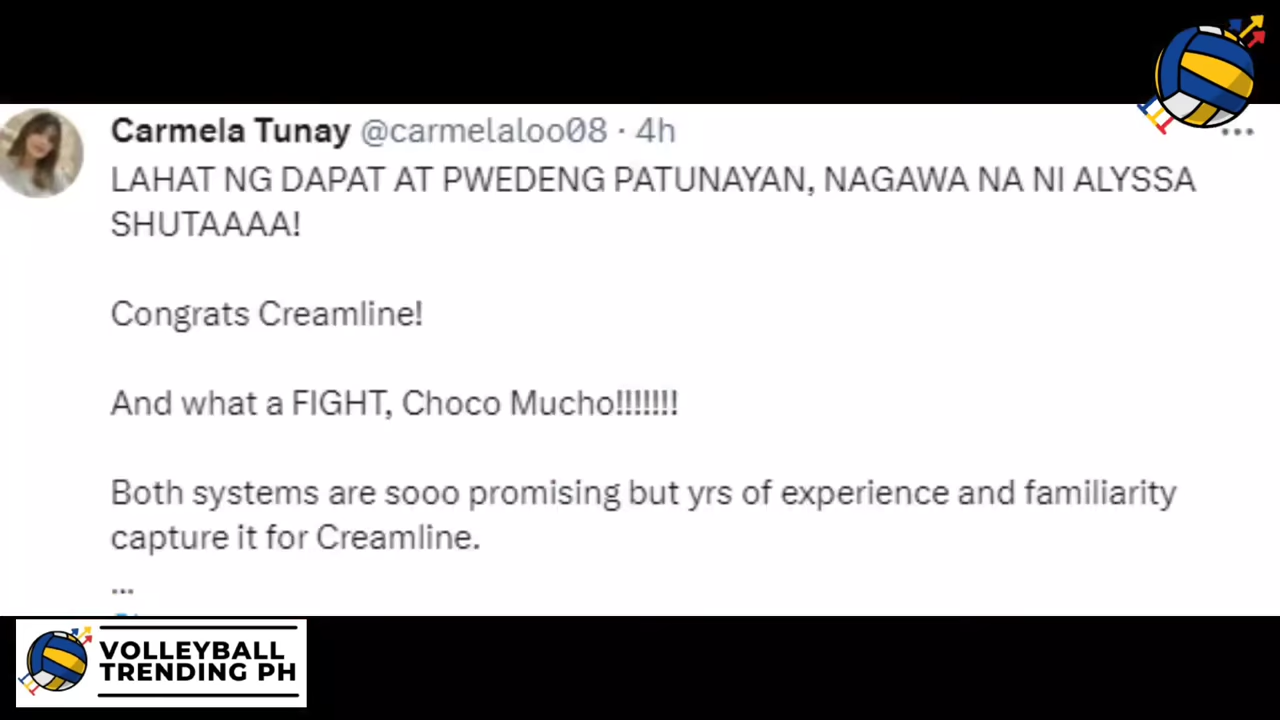 Carmela Tunay @carmelaloo08 · 4h
LAHAT NG DAPAT AT PWEDENG PATUNAYAN, NAGAWA NA NI ALYSSA
SHUTAAAA!
Congrats Creamline!
And what a FIGHT, Choco Mucho!!!!!!!
Both systems are sooo promising but yrs of experience and familiarity
capture it for Creamline.
...
VOLLEYBALL
TRENDING PH